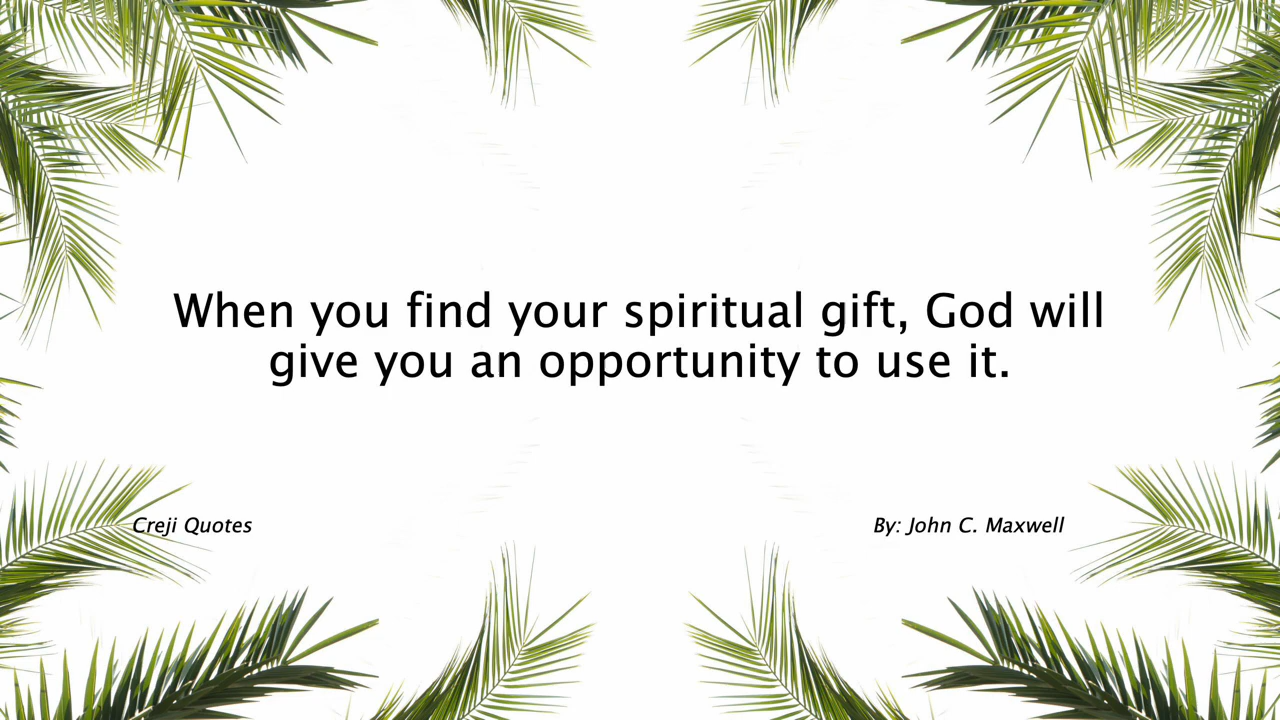 When you find your spiritual gift, God will
give you an opportunity to use it.
Creji Quotes
By: John C. Maxwell